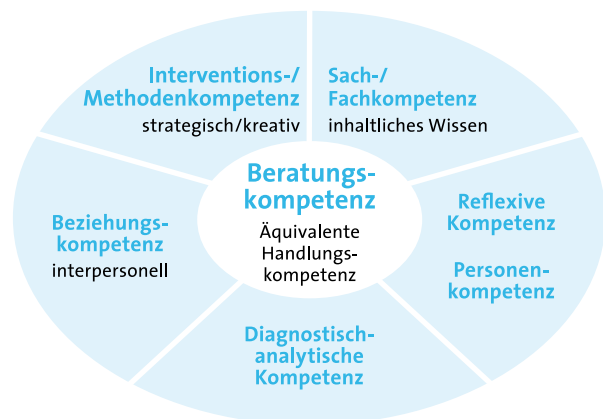 Interventions-/
Methodenkompetenz
strategisch/kreativ
Sach-/
Fachkompetenz
inhaltliches Wissen
Beziehungs-
kompetenz
interpersonell
Beratungs-
kompetenz
Äquivalente
Handlungs-
kompetenz
Reflexive
Kompetenz
Personen-
kompetenz
Diagnostisch-
analytische
Kompetenz